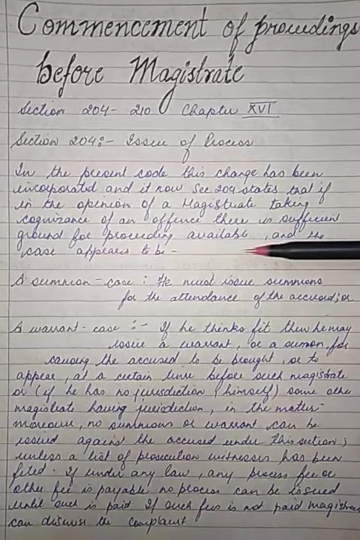 Commencement of proceedings
before Magistrate
Section 204- 210 Chapter XVI
Section 204:- Issue of Process
In the present code this change has been
incorporated and it now Sec 204 states that if
in the opinion of a Magistrate taking
cognizance of an offence there is sufficient
ground for proceeding available, and the
case appears to be -
A summon-case : He must issue summons
for the attendance of the accused; or
A warrant-case :- If he thinks fit then he may
issue a warrant, or a summon, for
causing the accused to be brought, or to
appear, at a certain time before such magistrate
or (if he has no jurisdiction himself) some other
magistrate having jurisdiction, in the matter
moreover, no summons or warrant can be
issued against the accused under this section,
unless a list of prosecution witnesses has been
filed. If under any law, any process fee or
other fee is payable no process can be issued
until is paid If such fees is not paid magistrate
can dismiss the complaint